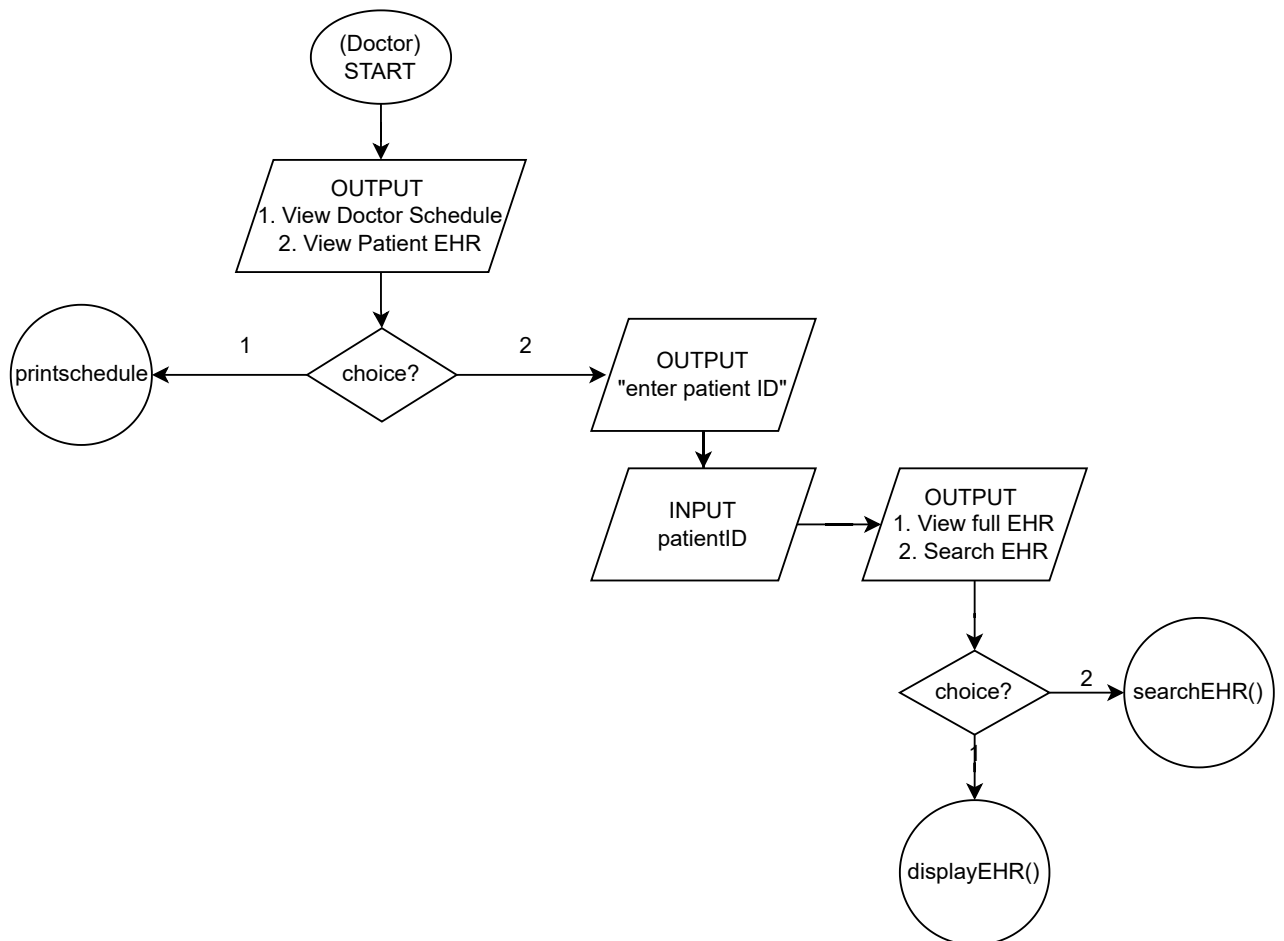 (Doctor)
START
OUTPUT
1. View Doctor Schedule
2. View Patient EHR
printschedule
1
choice?
2
OUTPUT
"enter patient ID"
INPUT
patientID
OUTPUT
1. View full EHR
2. Search EHR
choice?
2
searchEHR()
1
displayEHR()